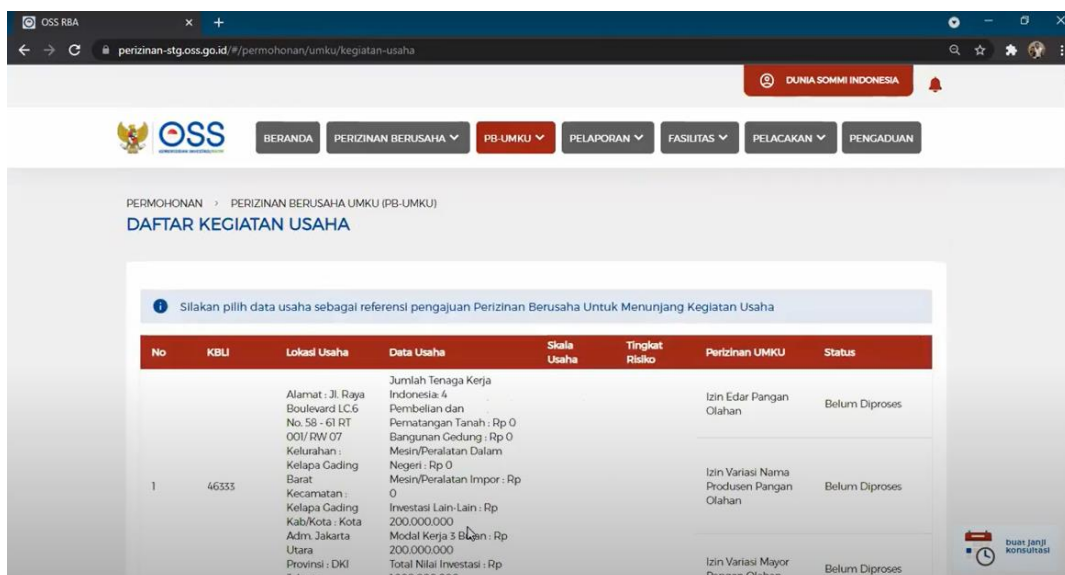 OSS RBA
perizinan-stg.oss.go.id/#/permohonan/umku/kegiatan-usaha
DUNIA SOMMI INDONESIA
OSS
BERANDA
PERIZINAN BERUSAHA
PB-UMKU
PELAPORAN
FASILITAS
PELACAKAN
PENGADUAN
PERMOHONAN > PERIZINAN BERUSAHA UMKU (PB-UMKU)
DAFTAR KEGIATAN USAHA
Silakan pilih data usaha sebagai referensi pengajuan Perizinan Berusaha Untuk Menunjang Kegiatan Usaha
No
KBLI
Lokasi Usaha
Data Usaha
Skala
Usaha
Tingkat
Risiko
Perizinan UMKU
Status
1
46333
Alamat : Jl. Raya
Boulevard LC.6
No. 58 - 61 RT
001/ RW 07
Kelurahan :
Kelapa Gading
Barat
Kecamatan :
Kelapa Gading
Kab/Kota : Kota
Adm. Jakarta
Utara
Provinsi : DKI
Jumlah Tenaga Kerja
Indonesia: 4
Pembelian dan
Pematangan Tanah : Rp 0
Bangunan Gedung : Rp 0
Mesin/Peralatan Dalam
Negeri : Rp 0
Mesin/Peralatan Impor : Rp
0
Investasi Lain-Lain : Rp
200.000.000
Modal Kerja 3 Bulan : Rp
200.000.000
Total Nilai Investasi : Rp
Izin Edar Pangan
Olahan
Belum Diproses
Izin Variasi Nama
Produsen Pangan
Olahan
Belum Diproses
Izin Variasi Mayor
Pangan Olahan
Belum Diproses
buat janji
konsultasi